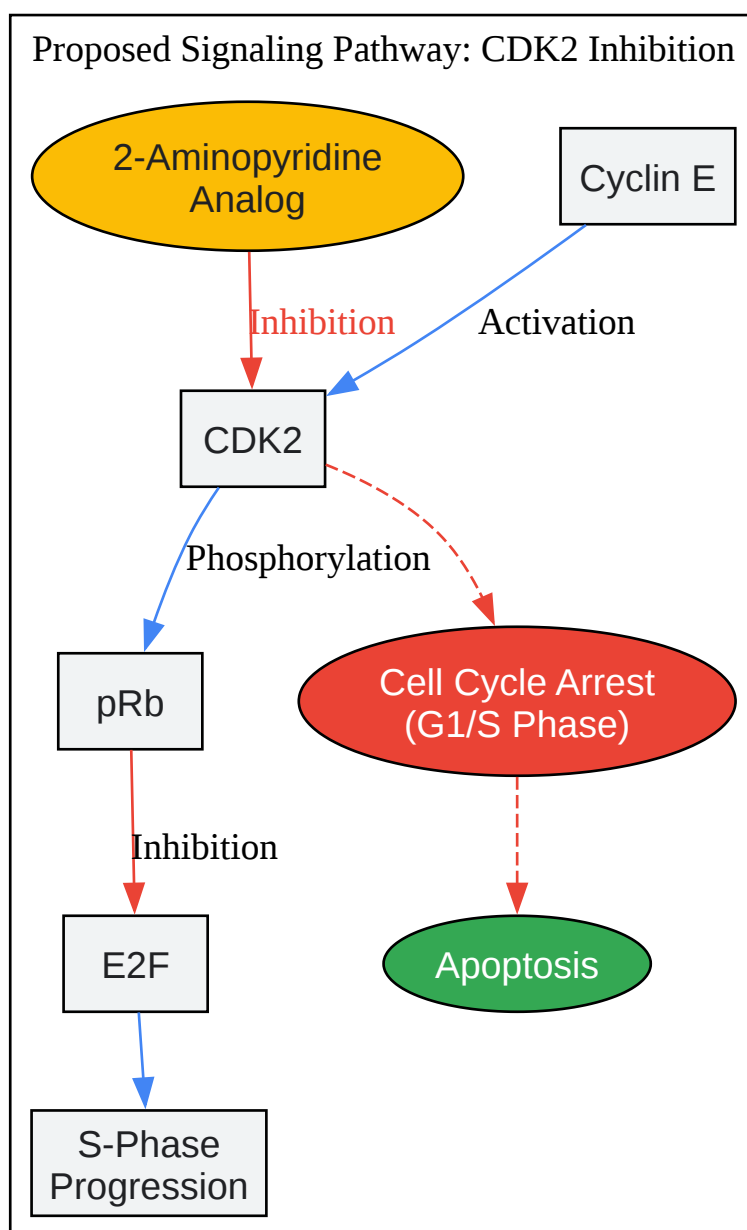 Proposed Signaling Pathway: CDK2 Inhibition
2-Aminopyridine
Analog
Cyclin E
Inhibition
Activation
CDK2
Phosphorylation
pRb
Cell Cycle Arrest
(G1/S Phase)
Inhibition
E2F
Apoptosis
S-Phase
Progression